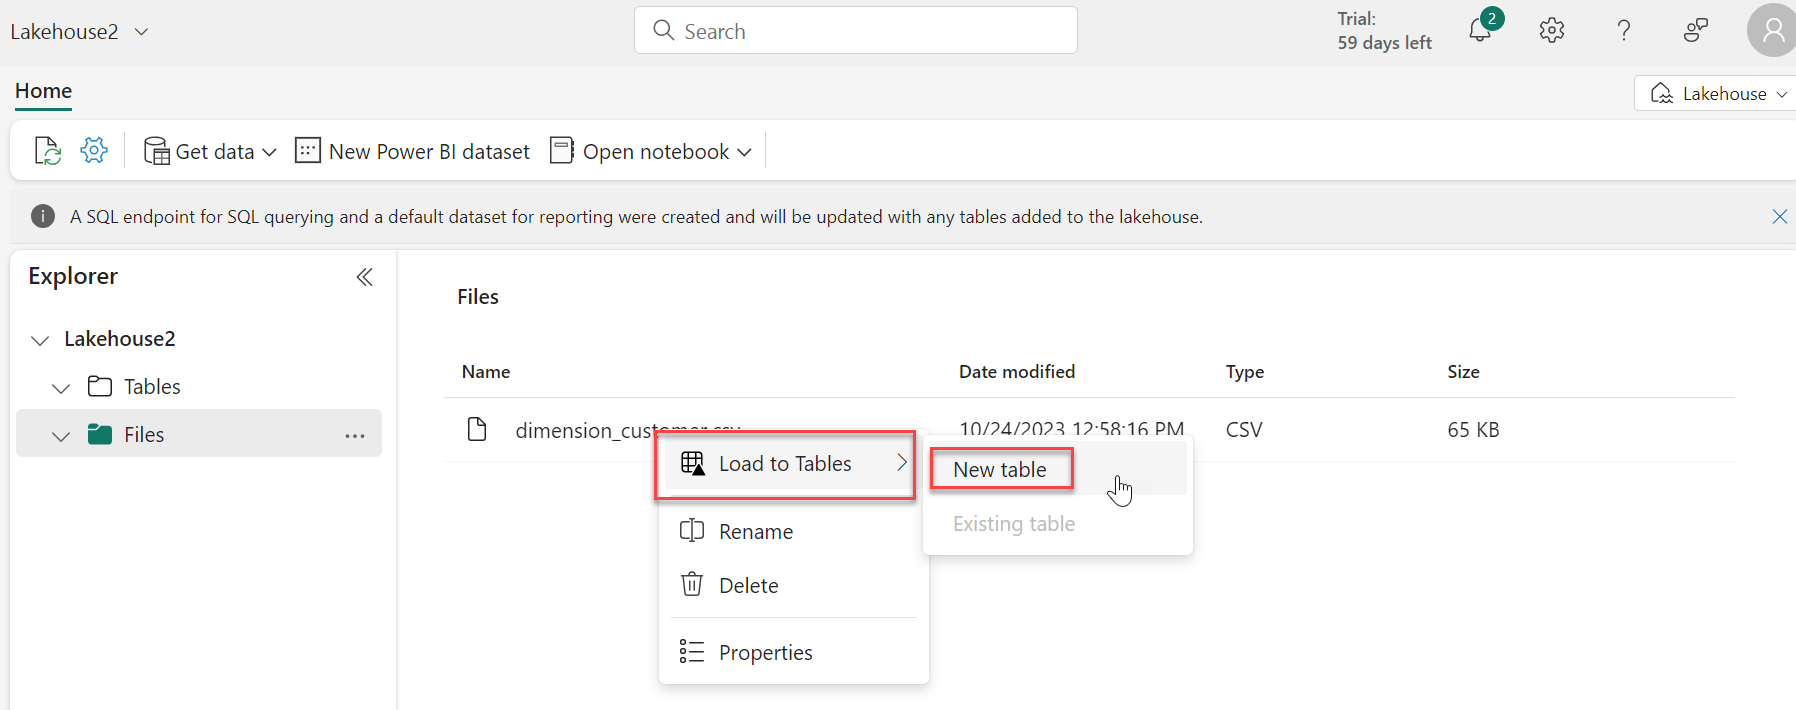 Lakehouse2
Search
Trial:
59 days left
2
Home
Lakehouse
Get data
New Power BI dataset
Open notebook
A SQL endpoint for SQL querying and a default dataset for reporting were created and will be updated with any tables added to the lakehouse.
Explorer
Files
Lakehouse2
Name Date modified Type Size
Tables
Files
dimension_customer.csv 10/24/2023 12:58:16 PM CSV 65 KB
Load to Tables
New table
Existing table
Rename
Delete
Properties